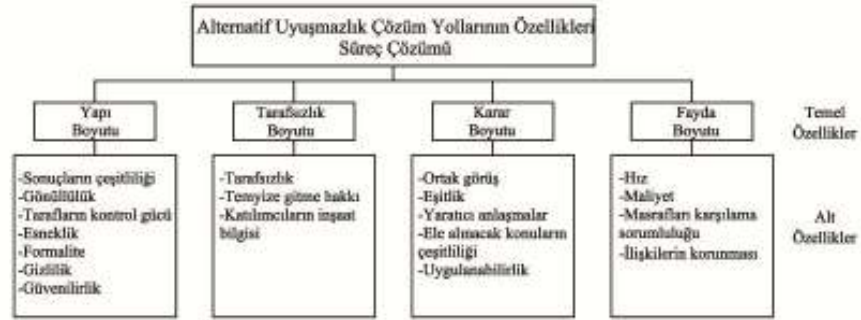 Alternatif Uyuşmazlık Çözüm Yollarının Özellikleri
Süreç Çözümü
Yapı
Boyutu
Tarafsızlık
Boyutu
Karar
Boyutu
Fayda
Boyutu
Temel
Özellikler
-Sonuçların çeşitliliği
-Gönüllülük
-Tarafların kontrol gücü
-Esneklik
-Formalite
-Gizlilik
-Güvenilirlik
-Tarafsızlık
-Temyize gitme hakkı
-Katılımcıların inşaat
bilgisi
-Ortak görüş
-Eşitlik
-Yaratıcı anlaşmalar
-Ele alınacak konuların
çeşitliliği
-Uygulanabilirlik
-Hız
-Maliyet
-Masrafları karşılama
sorumluluğu
-İlişkilerin korunması
Alt
Özellikler